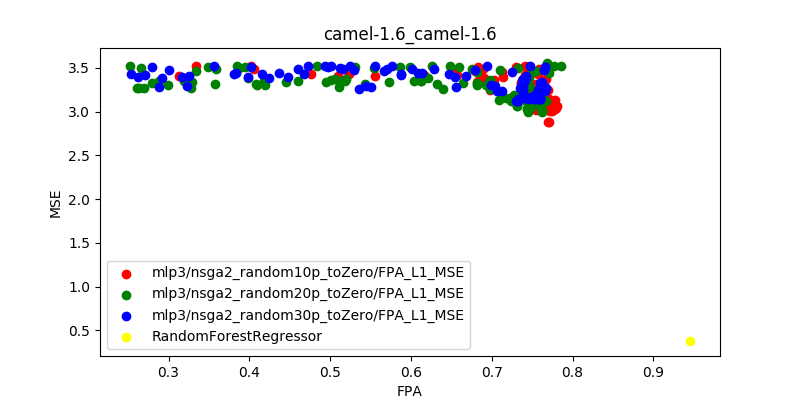 camel-1.6_camel-1.6
MSE
3.5
3.0
2.5
2.0
1.5
1.0
0.5
mlp3/nsga2_random10p_toZero/FPA_L1_MSE
mlp3/nsga2_random20p_toZero/FPA_L1_MSE
mlp3/nsga2_random30p_toZero/FPA_L1_MSE
RandomForestRegressor
0.3 0.4 0.5 0.6 0.7 0.8 0.9
FPA